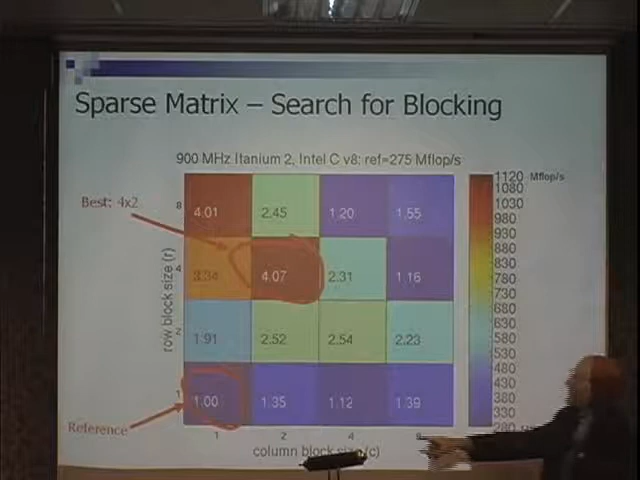 Sparse Matrix – Search for Blocking
900 MHz Itanium 2, Intel C v8: ref=275 Mflop/s
Best: 4x2
Reference
row block size (r)
8
4
2
1
4.01 2.45 1.20 1.55
3.34 4.07 2.31 1.16
1.91 2.52 2.54 2.23
1.00 1.35 1.12 1.39
1 2 4 8
column block size (c)
1120 Mflop/s
1080
1030
980
930
880
830
780
730
680
630
580
530
480
430
380
330
280